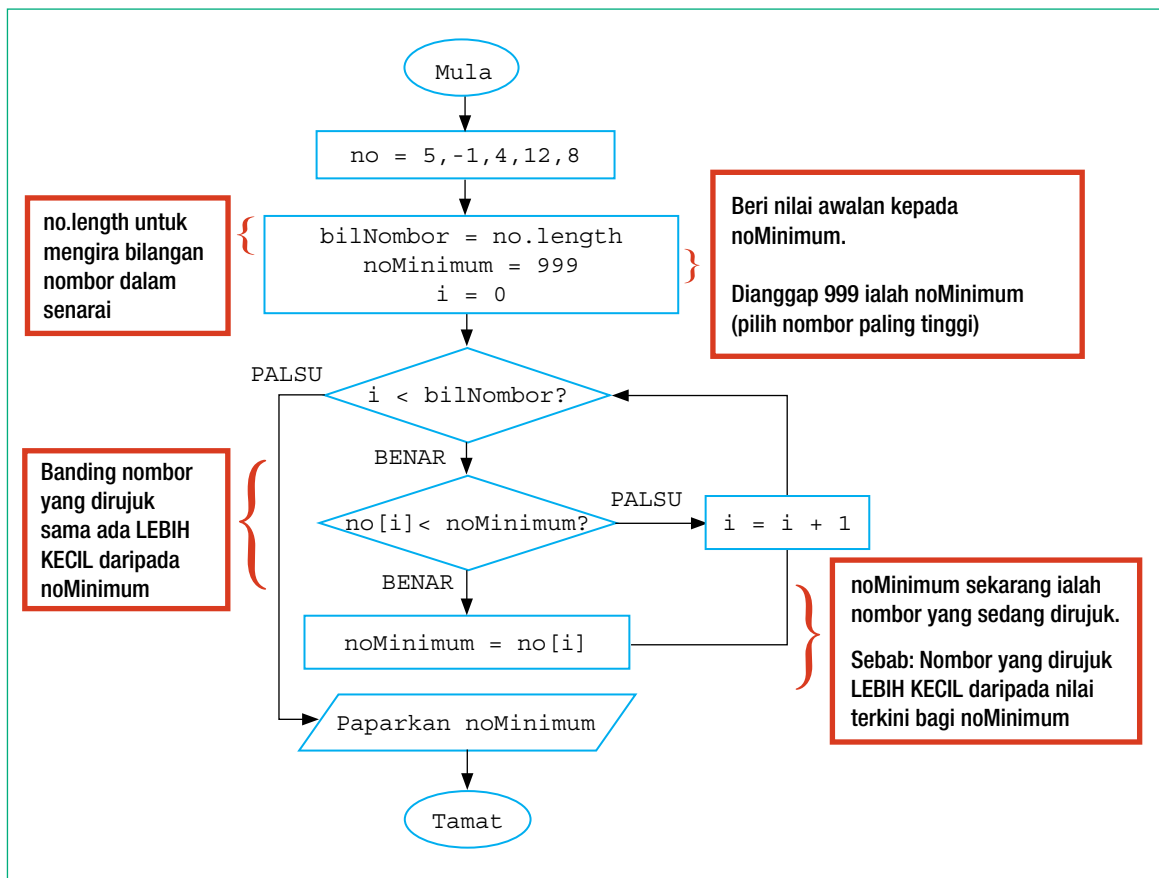 Mula
no = 5,-1,4,12,8
no.length untuk
mengira bilangan
nombor dalam
senarai
bilNombor = no.length
noMinimum = 999
i = 0
Beri nilai awalan kepada
noMinimum.
Dianggap 999 ialah noMinimum
(pilih nombor paling tinggi)
PALSU
i < bilNombor?
BENAR
Banding nombor
yang dirujuk
sama ada LEBIH
KECIL daripada
noMinimum
no[i]< noMinimum?
PALSU
i = i + 1
BENAR
noMinimum = no[i]
noMinimum sekarang ialah
nombor yang sedang dirujuk.
Sebab: Nombor yang dirujuk
LEBIH KECIL daripada nilai
terkini bagi noMinimum
Paparkan noMinimum
Tamat